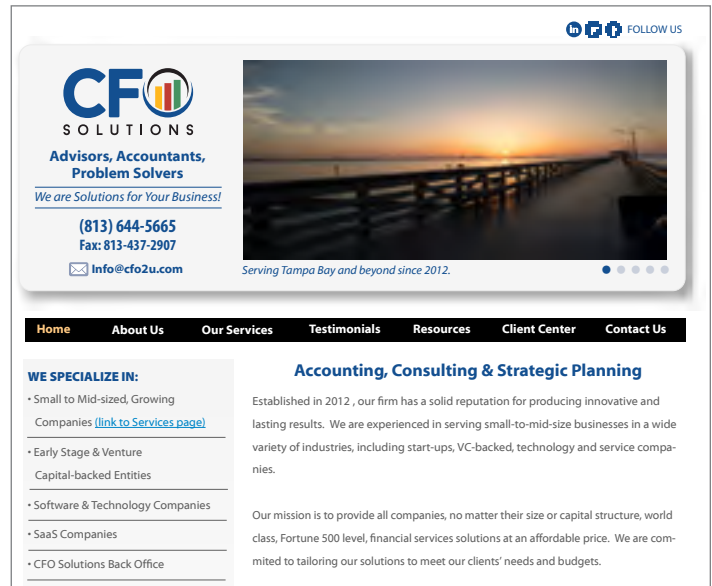 in
FOLLOW US
CFO
SOLUTIONS
Advisors, Accountants,
Problem Solvers
We are Solutions for Your Business!
(813) 644-5665
Fax: 813-437-2907
Info@cfo2u.com
Serving Tampa Bay and beyond since 2012.
Home About Us Our Services Testimonials Resources Client Center Contact Us
WE SPECIALIZE IN:
• Small to Mid-sized, Growing
Companies (link to Services page)
• Early Stage & Venture
Capital-backed Entities
• Software & Technology Companies
• SaaS Companies
• CFO Solutions Back Office
Accounting, Consulting & Strategic Planning
Established in 2012 , our firm has a solid reputation for producing innovative and
lasting results.  We are experienced in serving small-to-mid-size businesses in a wide
variety of industries, including start-ups, VC-backed, technology and service compa-
nies.
Our mission is to provide all companies, no matter their size or capital structure, world
class, Fortune 500 level, financial services solutions at an affordable price.  We are com-
mited to tailoring our solutions to meet our clients' needs and budgets.